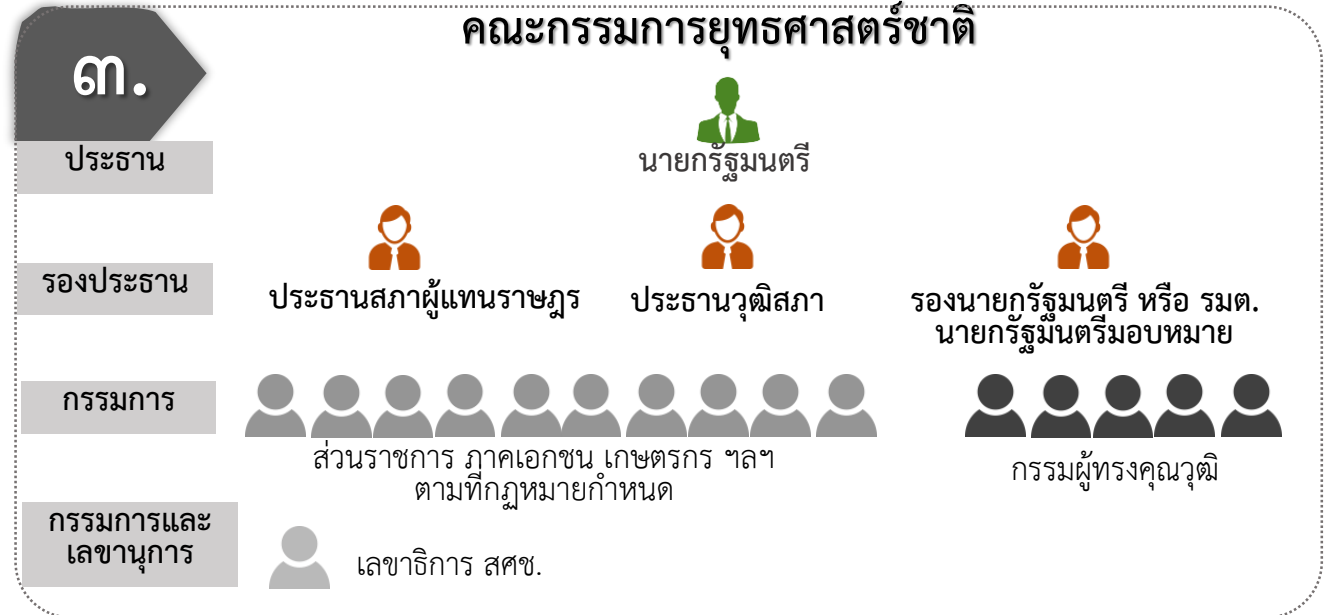 คณะกรรมการยุทธศาสตร์ชาติ
๓.
ประธาน
นายกรัฐมนตรี
รองประธาน
ประธานสภาผู้แทนราษฎร
ประธานวุฒิสภา
รองนายกรัฐมนตรี หรือ รมต.
นายกรัฐมนตรีมอบหมาย
กรรมการ
ส่วนราชการ ภาคเอกชน เกษตรกร ฯลฯ
ตามที่กฎหมายกำหนด
กรรมผู้ทรงคุณวุฒิ
กรรมการและ
เลขานุการ
เลขาธิการ สศช.